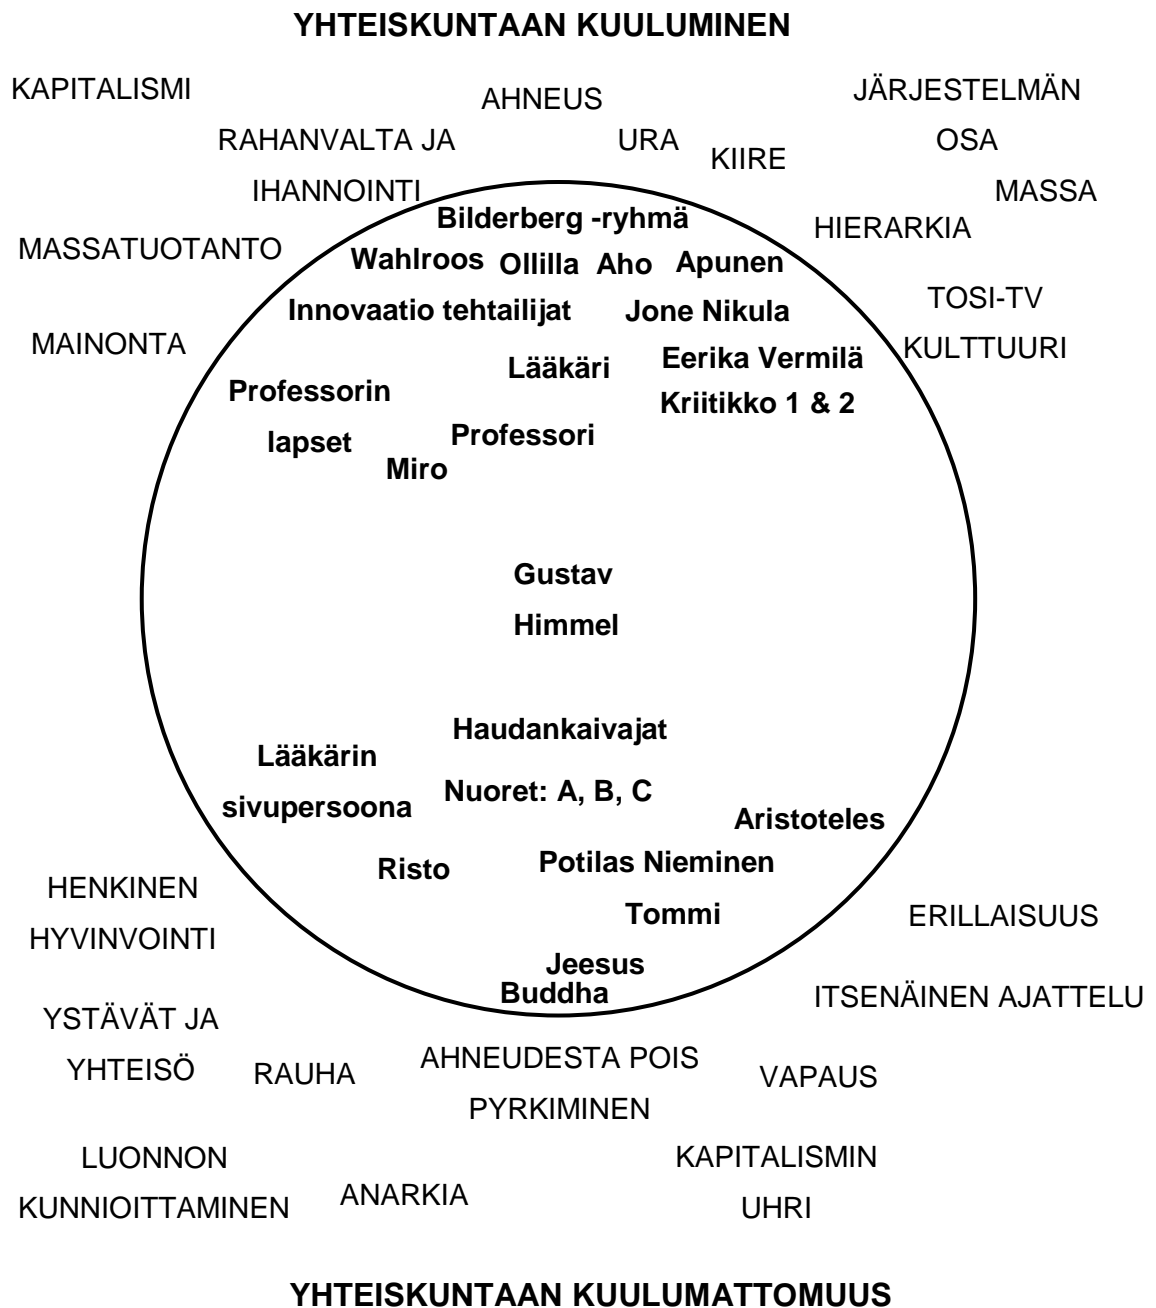 YHTEISKUNTAAN KUULUMINEN
KAPITALISMI
AHNEUS
JÄRJESTELMÄN
OSA
RAHANVALTA JA
IHANNOINTI
URA
KIIRE
MASSA
Bilderberg -ryhmä
HIERARKIA
MASSATUOTANTO
Wahlroos Ollilla Aho Apunen
Innovaatio tehtailijat
Jone Nikula
TOSI-TV
KULTTUURI
MAINONTA
Lääkäri
Eerika Vermilä
Kriitikko 1 & 2
Professorin
lapset
Professori
Miro
Gustav
Himmel
Haudankaivajat
Lääkärin
sivupersoona
Nuoret: A, B, C
Aristoteles
Risto
Potilas Nieminen
Tommi
Jeesus
Buddha
HENKINEN
HYVINVOINTI
ERILLAISUUS
ITSENÄINEN AJATTELU
YSTÄVÄT JA
YHTEISÖ
RAUHA
AHNEUDESTA POIS
PYRKIMINEN
VAPAUS
LUONNON
KUNNIOITTAMINEN
ANARKIA
KAPITALISMIN
UHRI
YHTEISKUNTAAN KUULUMATTOMUUS